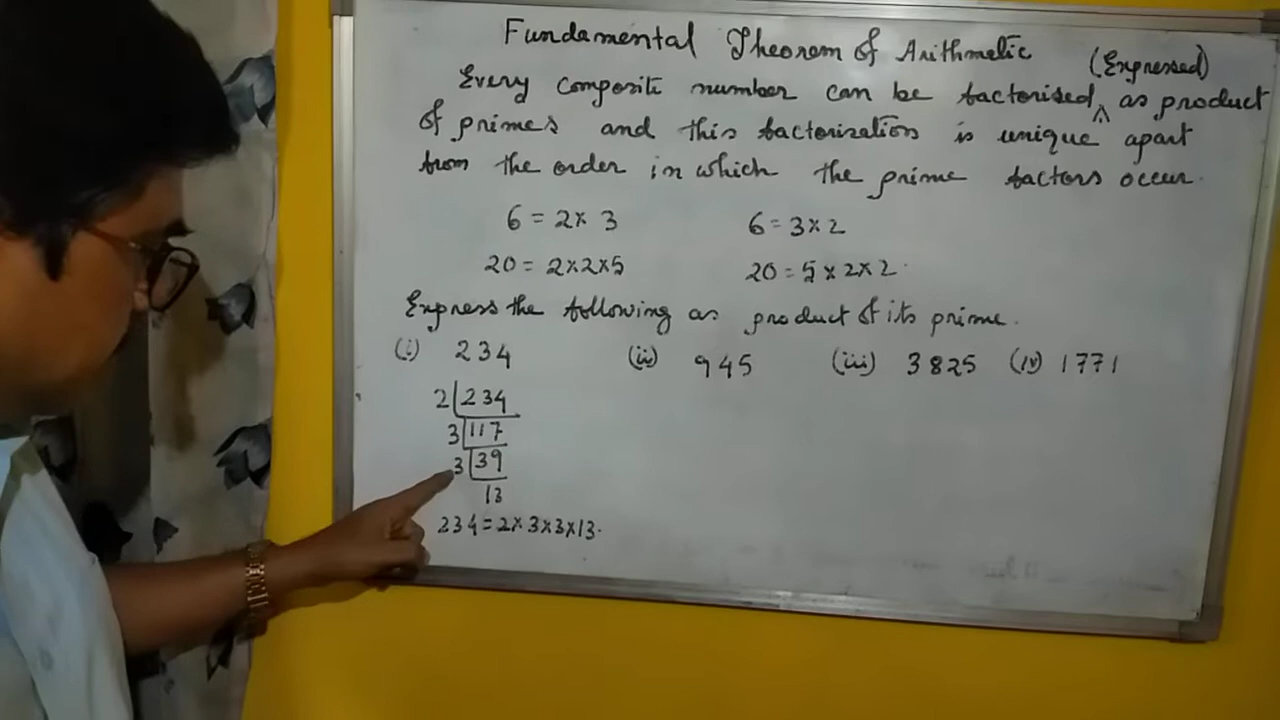 Fundamental Theorem of Arithmetic
(Expressed)
Every composite number can be factorised ^ as product
of primes and this factorization is unique apart
from the order in which the prime factors occur.
6 = 2 × 3 6 = 3 × 2
20 = 2×2×5 20 = 5 × 2 × 2.
Express the following as product of its prime.
(i) 234 (ii) 945 (iii) 3825 (iv) 1771
2 | 234
3 | 117
3 | 39
13
234 = 2×3×3×13.